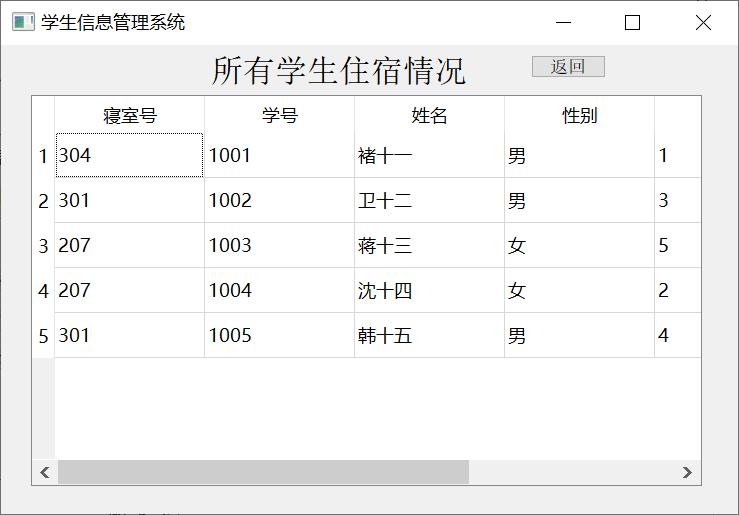 学生信息管理系统
所有学生住宿情况 返回
寝室号 学号 姓名 性别
1 304 1001 褚十一 男 1
2 301 1002 卫十二 男 3
3 207 1003 蒋十三 女 5
4 207 1004 沈十四 女 2
5 301 1005 韩十五 男 4